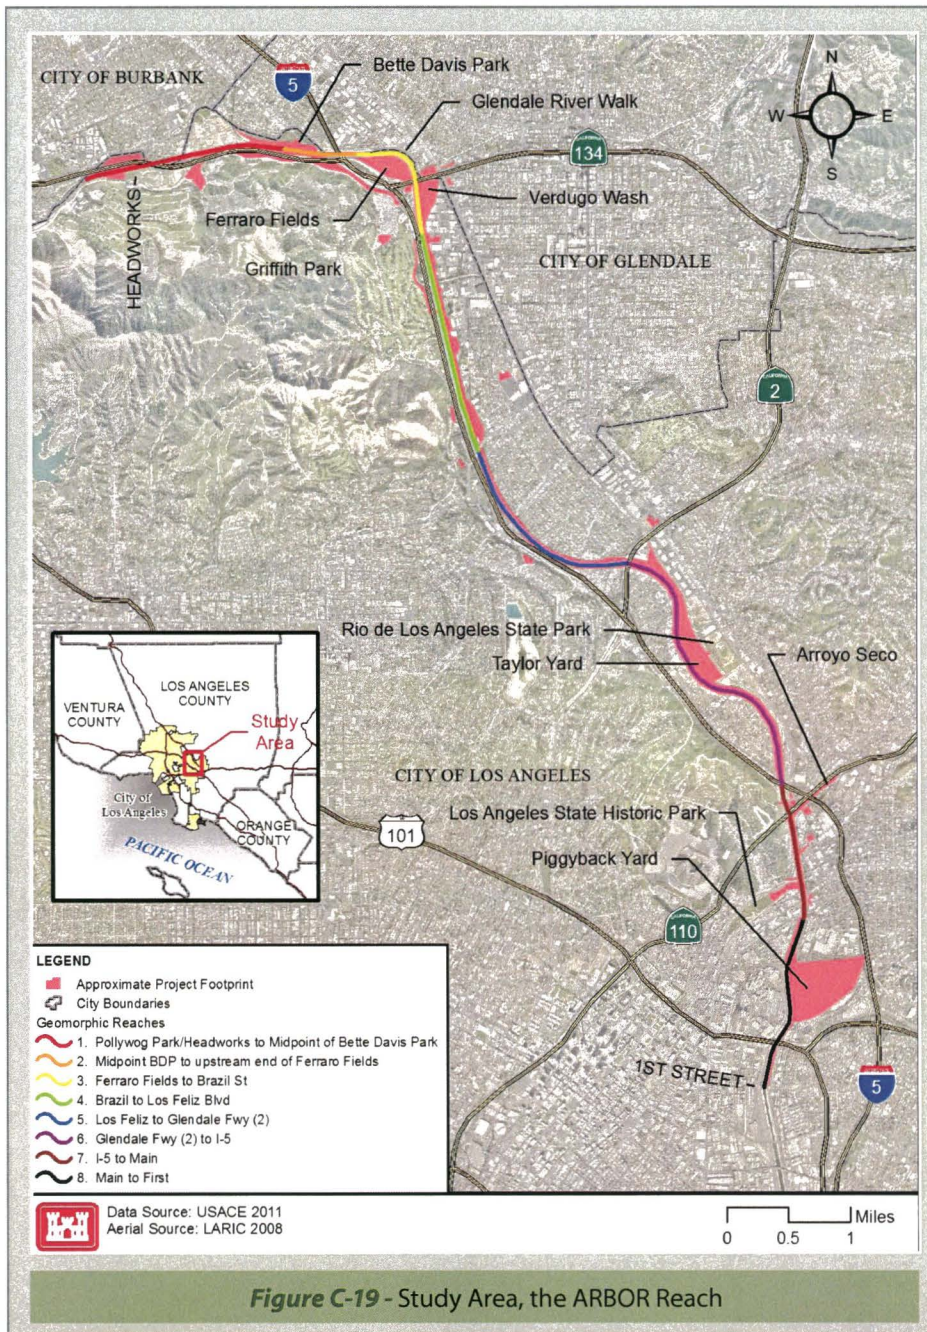 CITY OF BURBANK
5
Bette Davis Park
Glendale River Walk
N
W
E
S
CALIFORNIA
134
HEADWORKS
Ferraro Fields
Verdugo Wash
Griffith Park
CITY OF GLENDALE
CALIFORNIA
2
Rio de Los Angeles State Park
Taylor Yard
Arroyo Seco
LOS ANGELES
COUNTY
VENTURA
COUNTY
Study
Area
City of
Los Angeles
ORANGE
COUNTY
PACIFIC OCEAN
CITY OF LOS ANGELES
101
Los Angeles State Historic Park
Piggyback Yard
CALIFORNIA
110
1ST STREET
5
LEGEND
Approximate Project Footprint
City Boundaries
Geomorphic Reaches
1. Pollywog Park/Headworks to Midpoint of Bette Davis Park
2. Midpoint BDP to upstream end of Ferraro Fields
3. Ferraro Fields to Brazil St
4. Brazil to Los Feliz Blvd
5. Los Feliz to Glendale Fwy (2)
6. Glendale Fwy (2) to I-5
7. I-5 to Main
8. Main to First
Data Source: USACE 2011
Aerial Source: LARIC 2008
Miles
0 0.5 1
Figure C-19 - Study Area, the ARBOR Reach